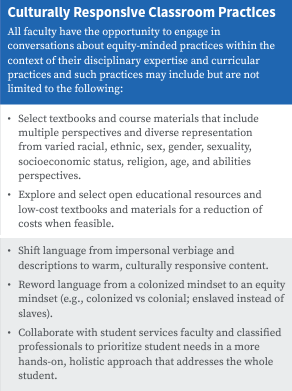 Culturally Responsive Classroom Practices
All faculty have the opportunity to engage in
conversations about equity-minded practices within the
context of their disciplinary expertise and curricular
practices and such practices may include but are not
limited to the following:
• Select textbooks and course materials that include
multiple perspectives and diverse representation
from varied racial, ethnic, sex, gender, sexuality,
socioeconomic status, religion, age, and abilities
perspectives.
• Explore and select open educational resources and
low-cost textbooks and materials for a reduction of
costs when feasible.
• Shift language from impersonal verbiage and
descriptions to warm, culturally responsive content.
• Reword language from a colonized mindset to an equity
mindset (e.g., colonized vs colonial; enslaved instead of
slaves).
• Collaborate with student services faculty and classified
professionals to prioritize student needs in a more
hands-on, holistic approach that addresses the whole
student.